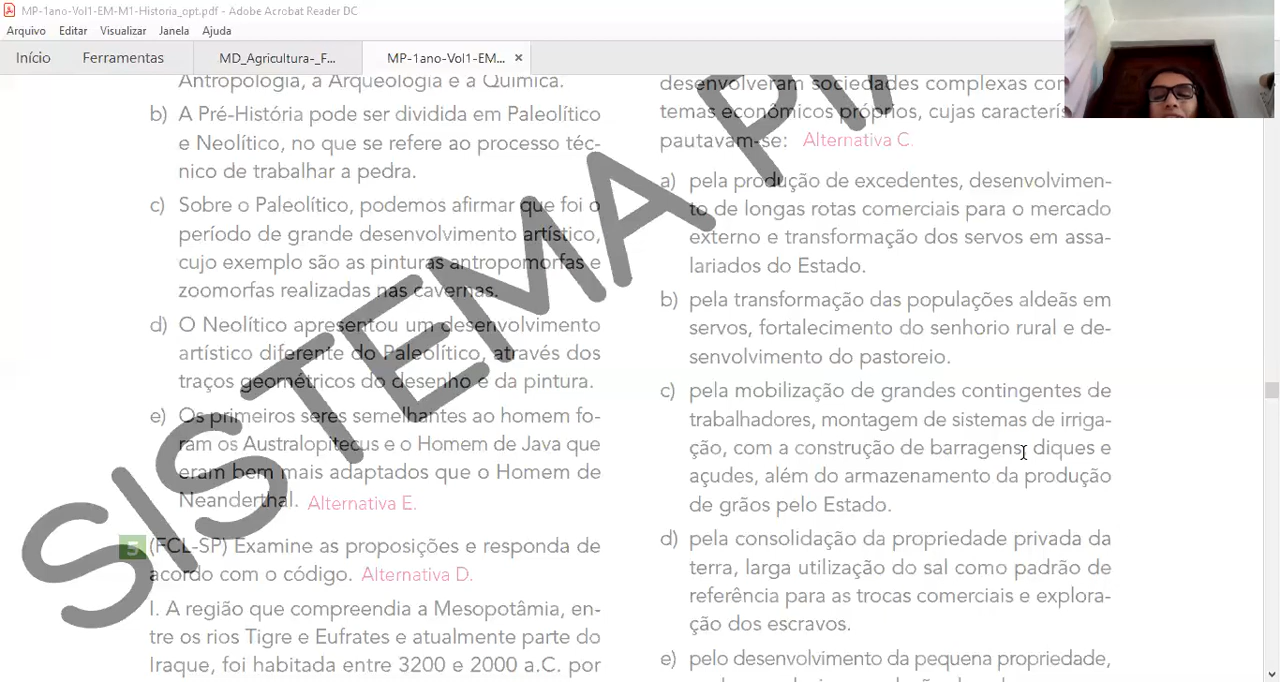 MP-1ano-Vol1-EM-M1-Historia_opt.pdf - Adobe Acrobat Reader DC
Arquivo Editar Visualizar Janela Ajuda
Início Ferramentas MD_Agricultura-_F... MP-1ano-Vol1-EM... ×
Antropologia, a Arqueologia e a Química.
b) A Pré-História pode ser dividida em Paleolítico
e Neolítico, no que se refere ao processo téc-
nico de trabalhar a pedra.
c) Sobre o Paleolítico, podemos afirmar que foi o
período de grande desenvolvimento artístico,
cujo exemplo são as pinturas antropomorfas e
zoomorfas realizadas nas cavernas.
d) O Neolítico apresentou um desenvolvimento
artístico diferente do Paleolítico, através dos
traços geométricos do desenho e da pintura.
e) Os primeiros seres semelhantes ao homem fo-
ram os Australopitecus e o Homem de Java que
eram bem mais adaptados que o Homem de
Neanderthal. Alternativa E.
5 (FCL-SP) Examine as proposições e responda de
acordo com o código. Alternativa D.
I. A região que compreendia a Mesopotâmia, en-
tre os rios Tigre e Eufrates e atualmente parte do
Iraque, foi habitada entre 3200 e 2000 a.C. por
desenvolveram sociedades complexas com
temas econômicos próprios, cujas caracterís
pautavam-se: Alternativa C.
a) pela produção de excedentes, desenvolvimen-
to de longas rotas comerciais para o mercado
externo e transformação dos servos em assa-
lariados do Estado.
b) pela transformação das populações aldeãs em
servos, fortalecimento do senhorio rural e de-
senvolvimento do pastoreio.
c) pela mobilização de grandes contingentes de
trabalhadores, montagem de sistemas de irriga-
ção, com a construção de barragens, diques e
açudes, além do armazenamento da produção
de grãos pelo Estado.
d) pela consolidação da propriedade privada da
terra, larga utilização do sal como padrão de
referência para as trocas comerciais e explora-
ção dos escravos.
e) pelo desenvolvimento da pequena propriedade,
SISTEMA